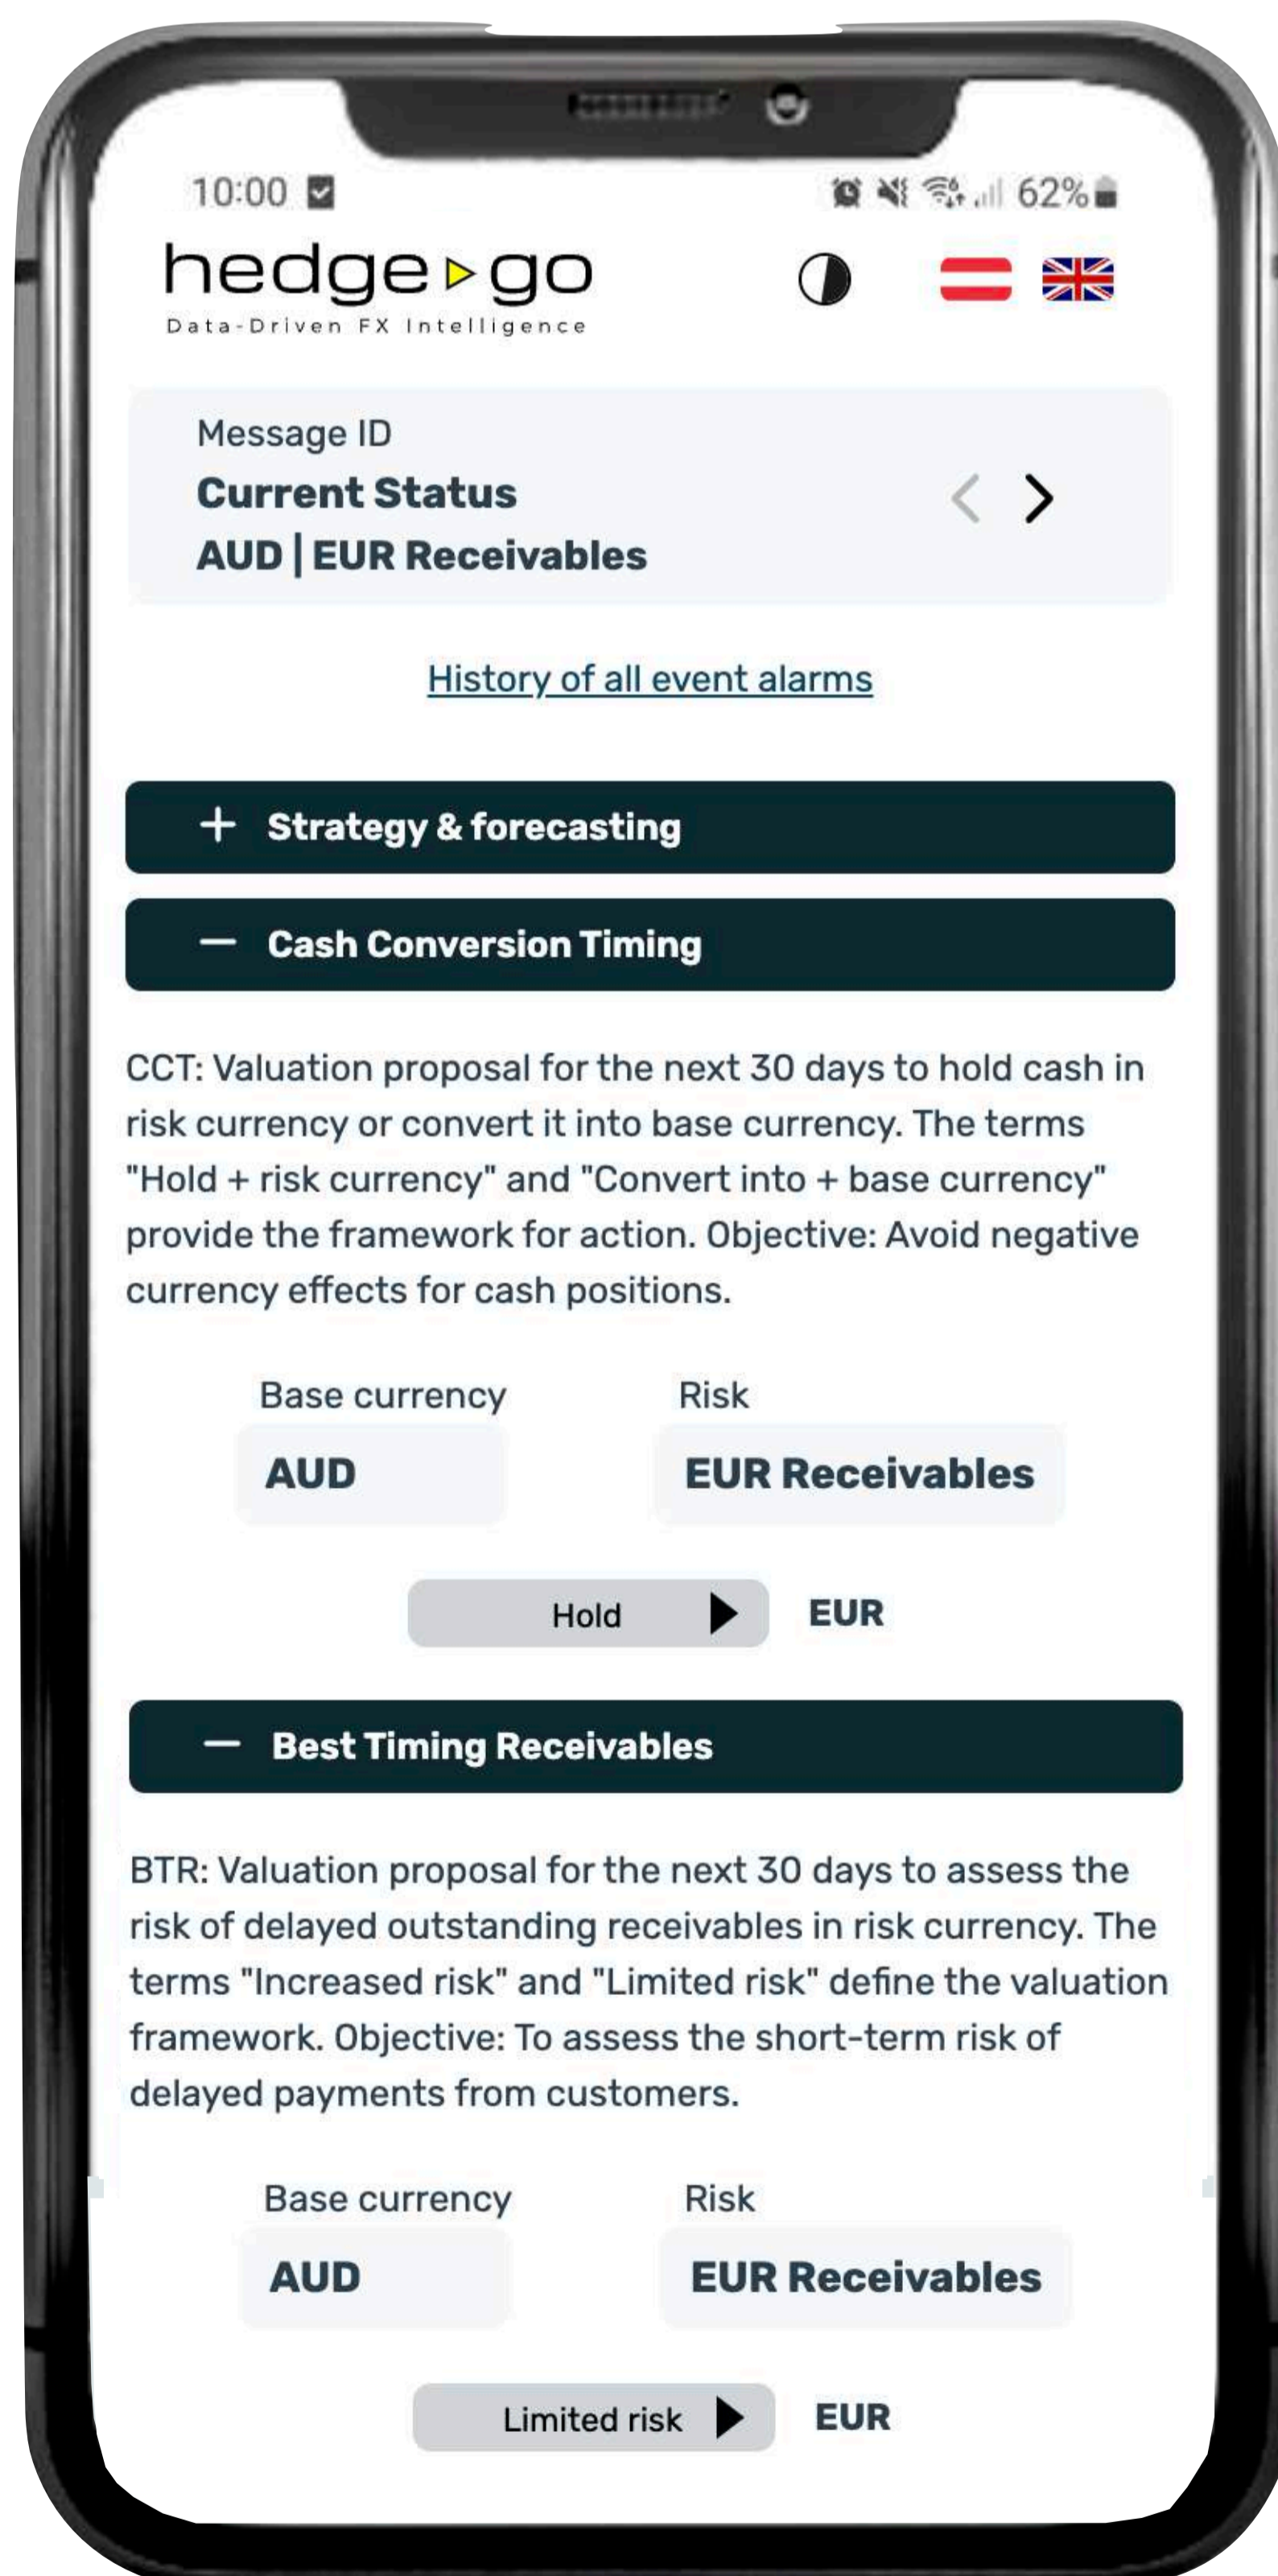 10:00
62%
hedge go
Data-Driven FX Intelligence
Message ID
Current Status
AUD | EUR Receivables
History of all event alarms
+ Strategy & forecasting
— Cash Conversion Timing
CCT: Valuation proposal for the next 30 days to hold cash in
risk currency or convert it into base currency. The terms
"Hold + risk currency" and "Convert into + base currency"
provide the framework for action. Objective: Avoid negative
currency effects for cash positions.
Base currency Risk
AUD EUR Receivables
Hold EUR
— Best Timing Receivables
BTR: Valuation proposal for the next 30 days to assess the
risk of delayed outstanding receivables in risk currency. The
terms "Increased risk" and "Limited risk" define the valuation
framework. Objective: To assess the short-term risk of
delayed payments from customers.
Base currency Risk
AUD EUR Receivables
Limited risk EUR